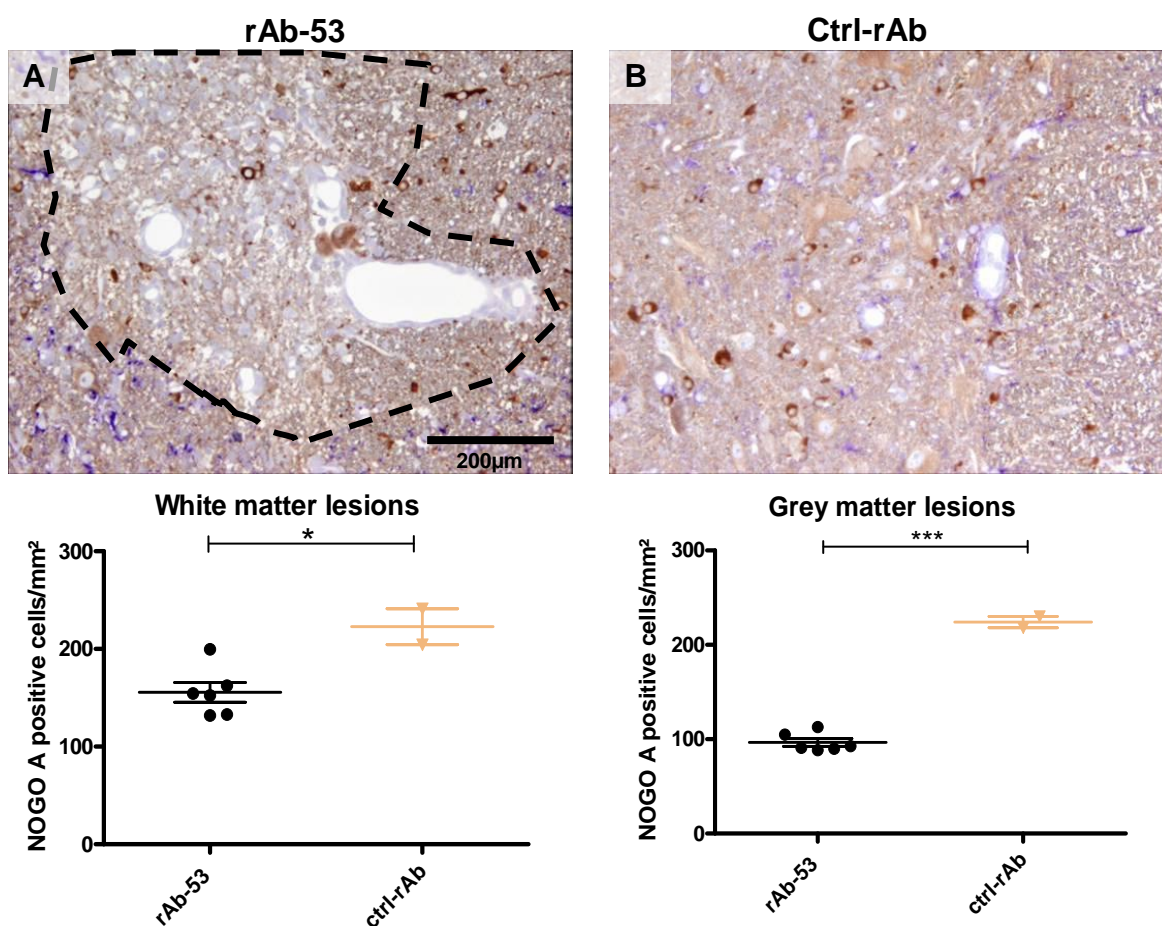 rAb-53
Ctrl-rAb
A
B
200µm
White matter lesions
*
NOGO A positive cells/mm²
300
200
100
0
rAb-53
ctrl-rAb
Grey matter lesions
***
NOGO A positive cells/mm²
300
200
100
0
rAb-53
ctrl-rAb